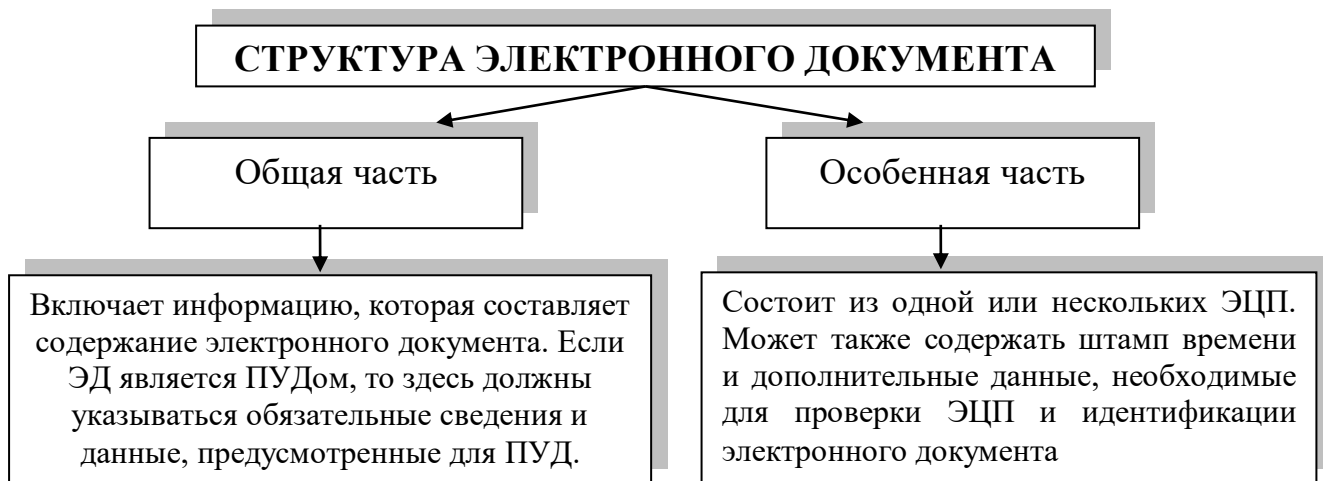 СТРУКТУРА ЭЛЕКТРОННОГО ДОКУМЕНТА
Общая часть
Особенная часть
Включает информацию, которая составляет
содержание электронного документа. Если
ЭД является ПУДом, то здесь должны
указываться обязательные сведения и
данные, предусмотренные для ПУД.
Состоит из одной или нескольких ЭЦП.
Может также содержать штамп времени
и дополнительные данные, необходимые
для проверки ЭЦП и идентификации
электронного документа